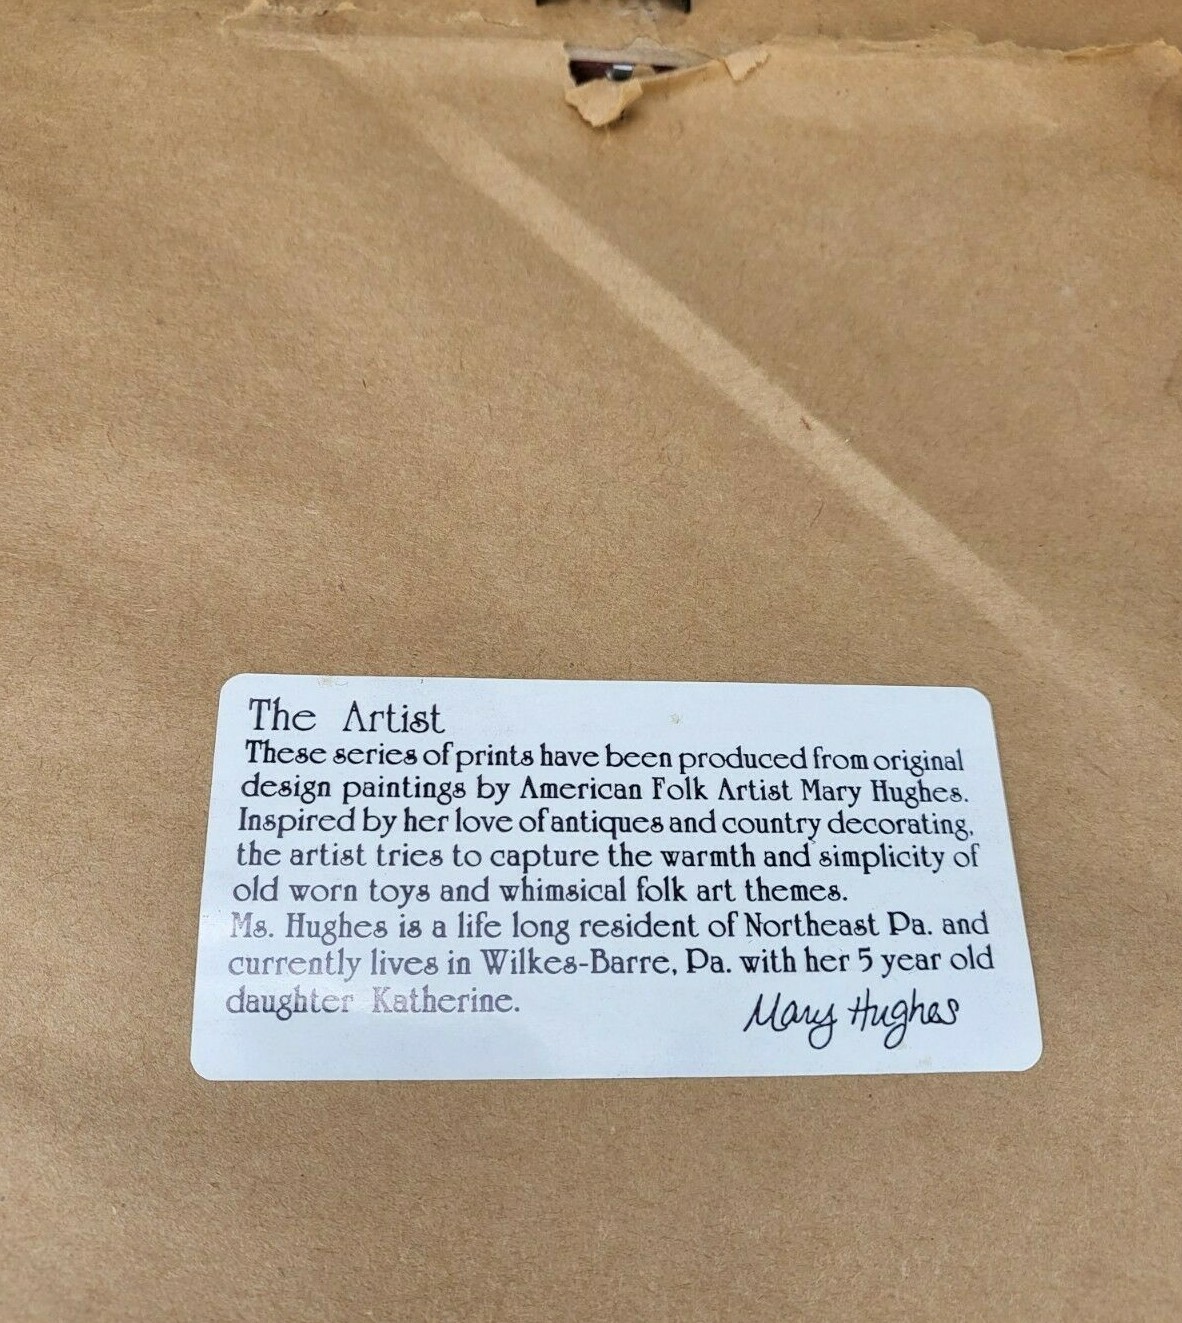 The Artist
These series of prints have been produced from original
design paintings by American Folk Artist Mary Hughes.
Inspired by her love of antiques and country decorating,
the artist tries to capture the warmth and simplicity of
old worn toys and whimsical folk art themes.
Ms. Hughes is a life long resident of Northeast Pa. and
currently lives in Wilkes-Barre, Pa. with her 5 year old
daughter Katherine.
Mary Hughes